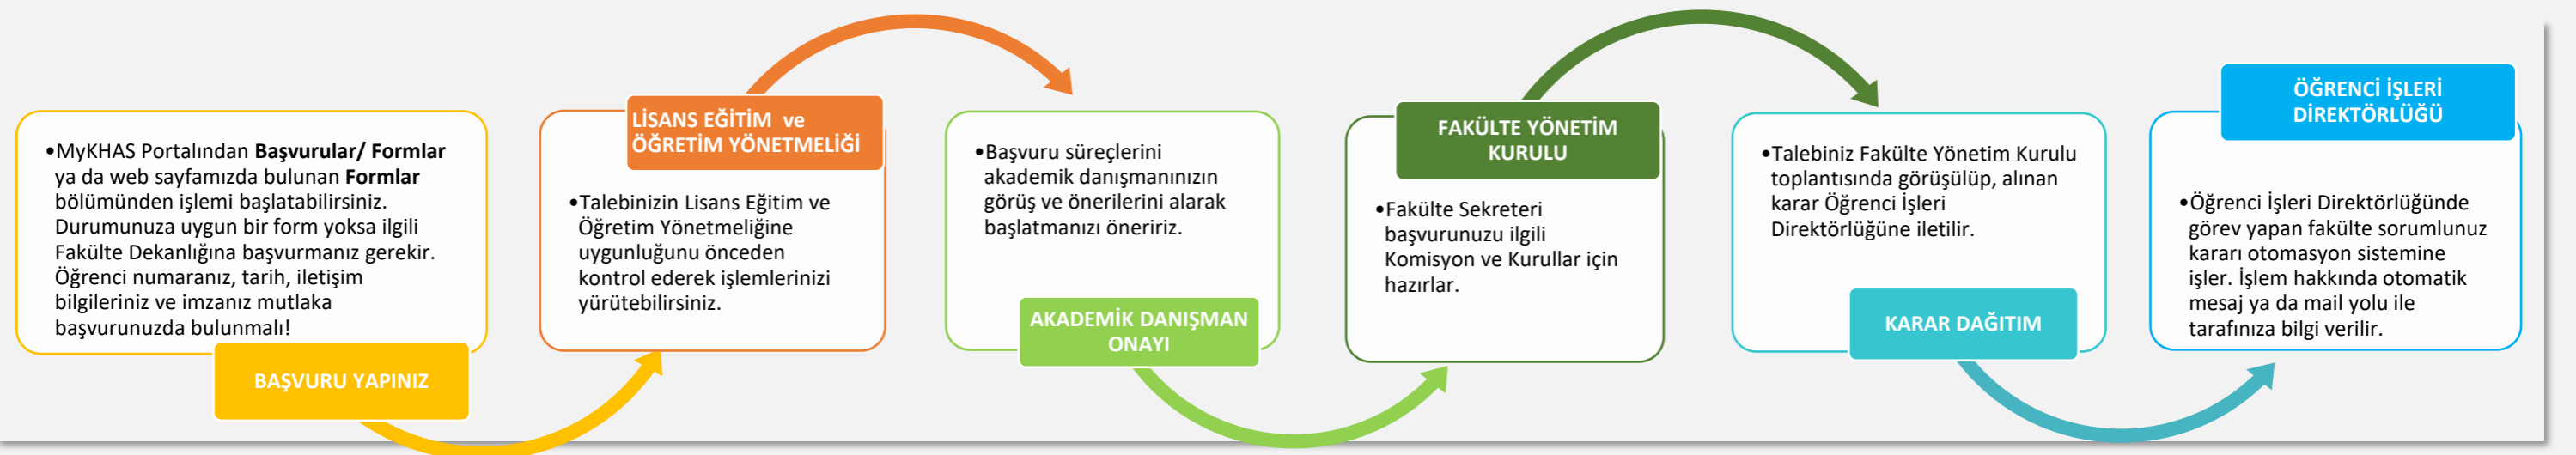 •MyKHAS Portalından Başvurular/ Formlar
ya da web sayfamızda bulunan Formlar
bölümünden işlemi başlatabilirsiniz.
Durumunuza uygun bir form yoksa ilgili
Fakülte Dekanlığına başvurmanız gerekir.
Öğrenci numaranız, tarih, iletişim
bilgileriniz ve imzanız mutlaka
başvurunuzda bulunmalı!
BAŞVURU YAPINIZ
LİSANS EĞİTİM ve
ÖĞRETİM YÖNETMELİĞİ
•Talebinizin Lisans Eğitim ve
Öğretim Yönetmeliğine
uygunluğunu önceden
kontrol ederek işlemlerinizi
yürütebilirsiniz.
•Başvuru süreçlerini
akademik danışmanınızın
görüş ve önerilerini alarak
başlatmanızı öneririz.
AKADEMİK DANIŞMAN
ONAYI
FAKÜLTE YÖNETİM
KURULU
•Fakülte Sekreteri
başvurunuzu ilgili
Komisyon ve Kurullar için
hazırlar.
•Talebiniz Fakülte Yönetim Kurulu
toplantısında görüşülüp, alınan
karar Öğrenci İşleri
Direktörlüğüne iletilir.
KARAR DAĞITIM
ÖĞRENCİ İŞLERİ
DİREKTÖRLÜĞÜ
•Öğrenci İşleri Direktörlüğünde
görev yapan fakülte sorumlunuz
kararı otomasyon sistemine
işler. İşlem hakkında otomatik
mesaj ya da mail yolu ile
tarafınıza bilgi verilir.